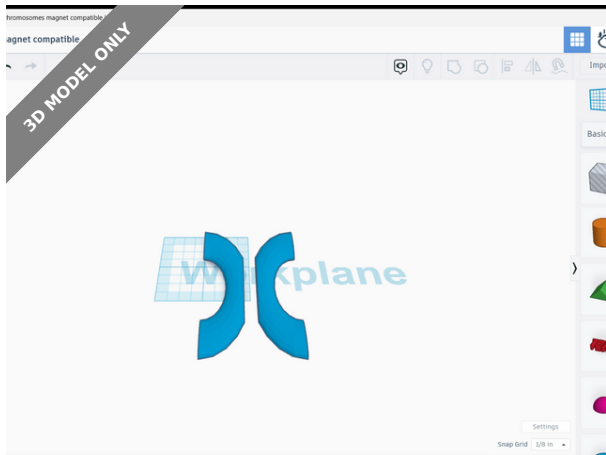 hromosomes magnet compatible
agnet compatible
3D MODEL ONLY
Impo
Basic
Workplane
Settings
Snap Grid 1/8 in